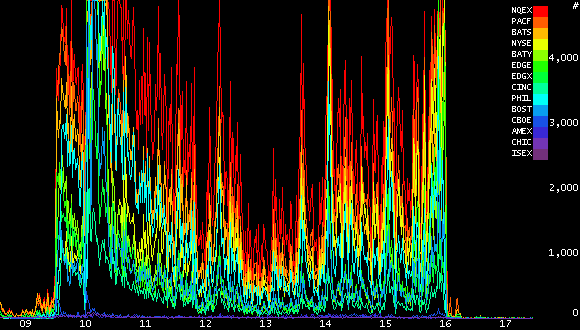 #
NQEX
PACF
BATS
NYSE
BATY
EDGE
EDGX
CINC
PHIL
BOST
CBOE
AMEX
CHIC
ISEX
4,000
3,000
2,000
1,000
0
09 10 11 12 13 14 15 16 17